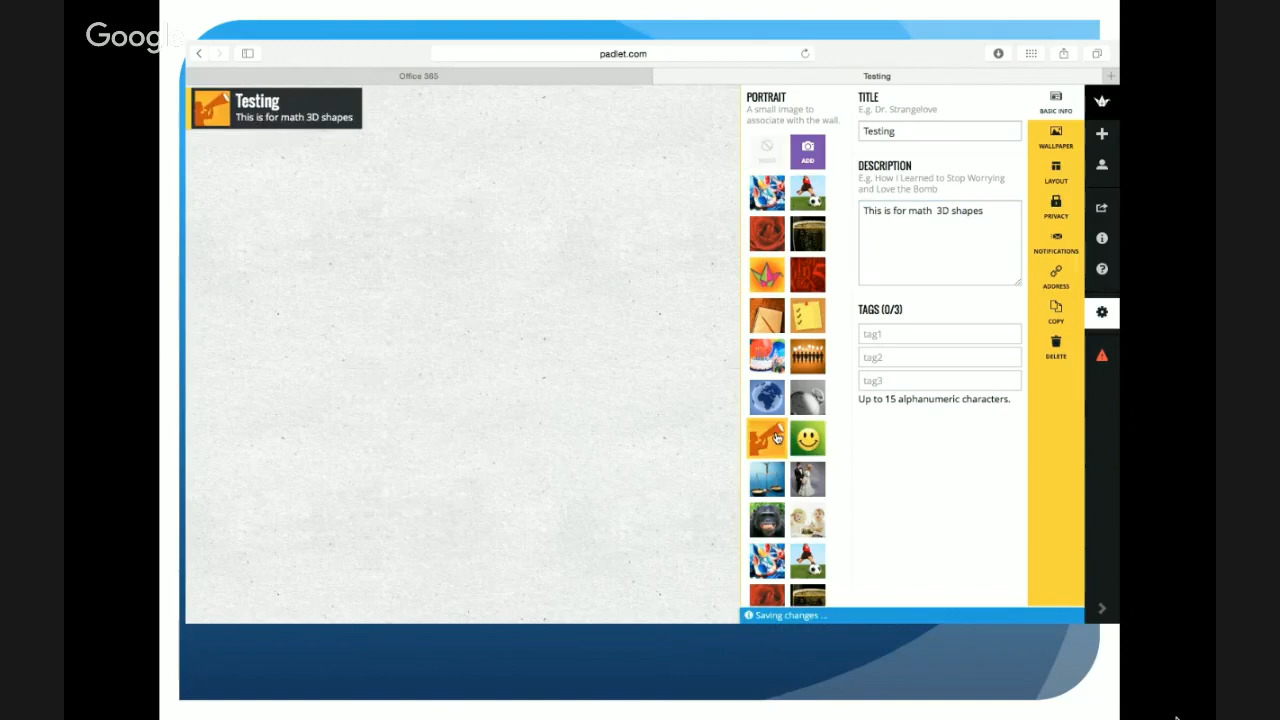 Google
padlet.com
Office 365
Testing
Testing
This is for math 3D shapes
PORTRAIT
A small image to
associate with the wall.
ADD
TITLE
E.g. Dr. Strangelove
Testing
DESCRIPTION
E.g. How I Learned to Stop Worrying
and Love the Bomb
This is for math 3D shapes
TAGS (0/3)
tag1
tag2
tag3
Up to 15 alphanumeric characters.
BASIC INFO
WALLPAPER
LAYOUT
PRIVACY
NOTIFICATIONS
ADDRESS
COPY
DELETE
Saving changes ...